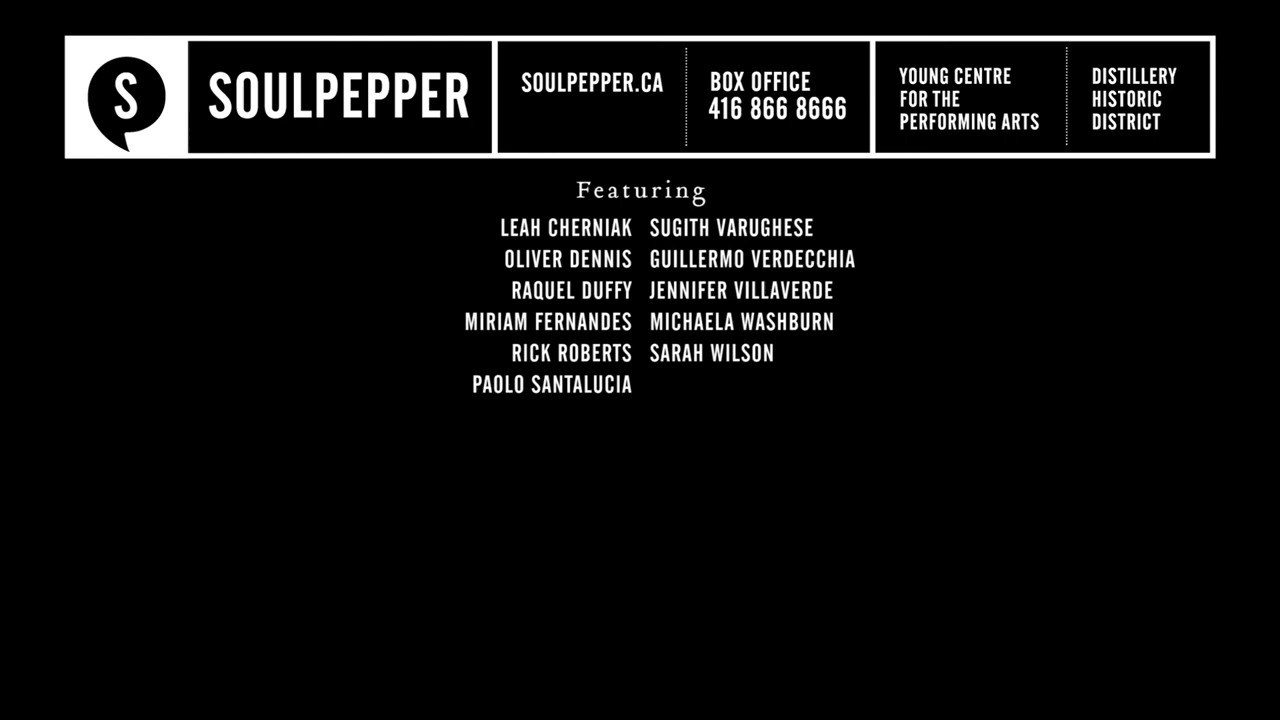 S
SOULPEPPER
SOULPEPPER.CA
BOX OFFICE
416 866 8666
YOUNG CENTRE
FOR THE
PERFORMING ARTS
DISTILLERY
HISTORIC
DISTRICT
Featuring
LEAH CHERNIAK SUGITH VARUGHESE
OLIVER DENNIS GUILLERMO VERDECCHIA
RAQUEL DUFFY JENNIFER VILLAVERDE
MIRIAM FERNANDES MICHAELA WASHBURN
RICK ROBERTS SARAH WILSON
PAOLO SANTALUCIA